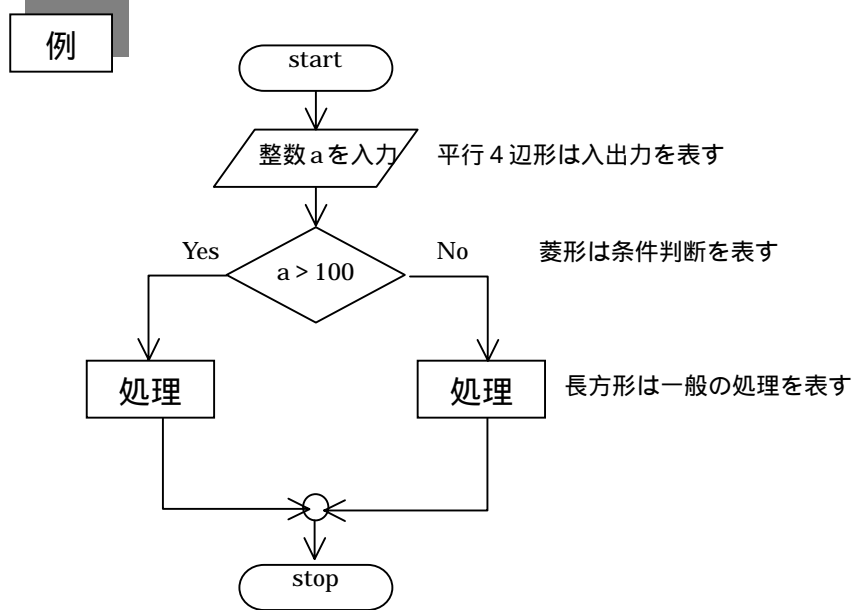 例
start
整数aを入力
平行4辺形は入出力を表す
Yes
No
菱形は条件判断を表す
a > 100
処理
処理
長方形は一般の処理を表す
stop